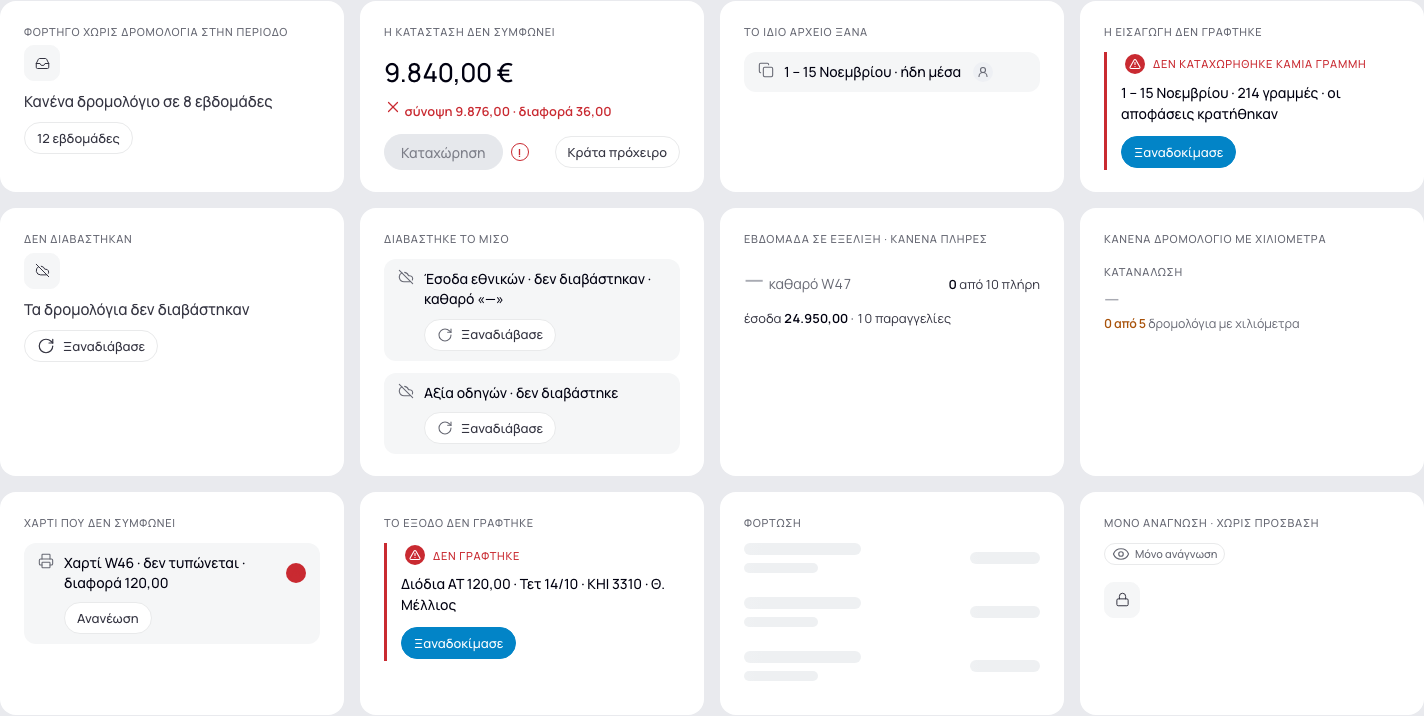 ΦΟΡΤΗΓΟ ΧΩΡΙΣ ΔΡΟΜΟΛΟΓΙΑ ΣΤΗΝ ΠΕΡΙΟΔΟ
Κανένα δρομολόγιο σε 8 εβδομάδες
12 εβδομάδες
Η ΚΑΤΑΣΤΑΣΗ ΔΕΝ ΣΥΜΦΩΝΕΙ
9.840,00 €
σύνοψη 9.876,00 · διαφορά 36,00
Καταχώρηση
Κράτα πρόχειρο
ΤΟ ΙΔΙΟ ΑΡΧΕΙΟ ΞΑΝΑ
1 – 15 Νοεμβρίου · ήδη μέσα
Η ΕΙΣΑΓΩΓΗ ΔΕΝ ΓΡΑΦΤΗΚΕ
ΔΕΝ ΚΑΤΑΧΩΡΗΘΗΚΕ ΚΑΜΙΑ ΓΡΑΜΜΗ
1 – 15 Νοεμβρίου · 214 γραμμές · οι
αποφάσεις κρατήθηκαν
Ξαναδοκίμασε
ΔΕΝ ΔΙΑΒΑΣΤΗΚΑΝ
Τα δρομολόγια δεν διαβάστηκαν
Ξαναδιάβασε
ΔΙΑΒΑΣΤΗΚΕ ΤΟ ΜΙΣΟ
Έσοδα εθνικών · δεν διαβάστηκαν ·
καθαρό «—»
Ξαναδιάβασε
Αξία οδηγών · δεν διαβάστηκε
Ξαναδιάβασε
ΕΒΔΟΜΑΔΑ ΣΕ ΕΞΕΛΙΞΗ · ΚΑΝΕΝΑ ΠΛΗΡΕΣ
— καθαρό W47
0 από 10 πλήρη
έσοδα 24.950,00 · 10 παραγγελίες
ΚΑΝΕΝΑ ΔΡΟΜΟΛΟΓΙΟ ΜΕ ΧΙΛΙΟΜΕΤΡΑ
ΚΑΤΑΝΑΛΩΣΗ
—
0 από 5 δρομολόγια με χιλιόμετρα
ΧΑΡΤΙ ΠΟΥ ΔΕΝ ΣΥΜΦΩΝΕΙ
Χαρτί W46 · δεν τυπώνεται ·
διαφορά 120,00
Ανανέωση
ΤΟ ΕΞΟΔΟ ΔΕΝ ΓΡΑΦΤΗΚΕ
ΔΕΝ ΓΡΑΦΤΗΚΕ
Διόδια ΑΤ 120,00 · Τετ 14/10 · ΚΗΙ 3310 · Θ.
Μέλλιος
Ξαναδοκίμασε
ΦΟΡΤΩΣΗ
ΜΟΝΟ ΑΝΑΓΝΩΣΗ · ΧΩΡΙΣ ΠΡΟΣΒΑΣΗ
Μόνο ανάγνωση